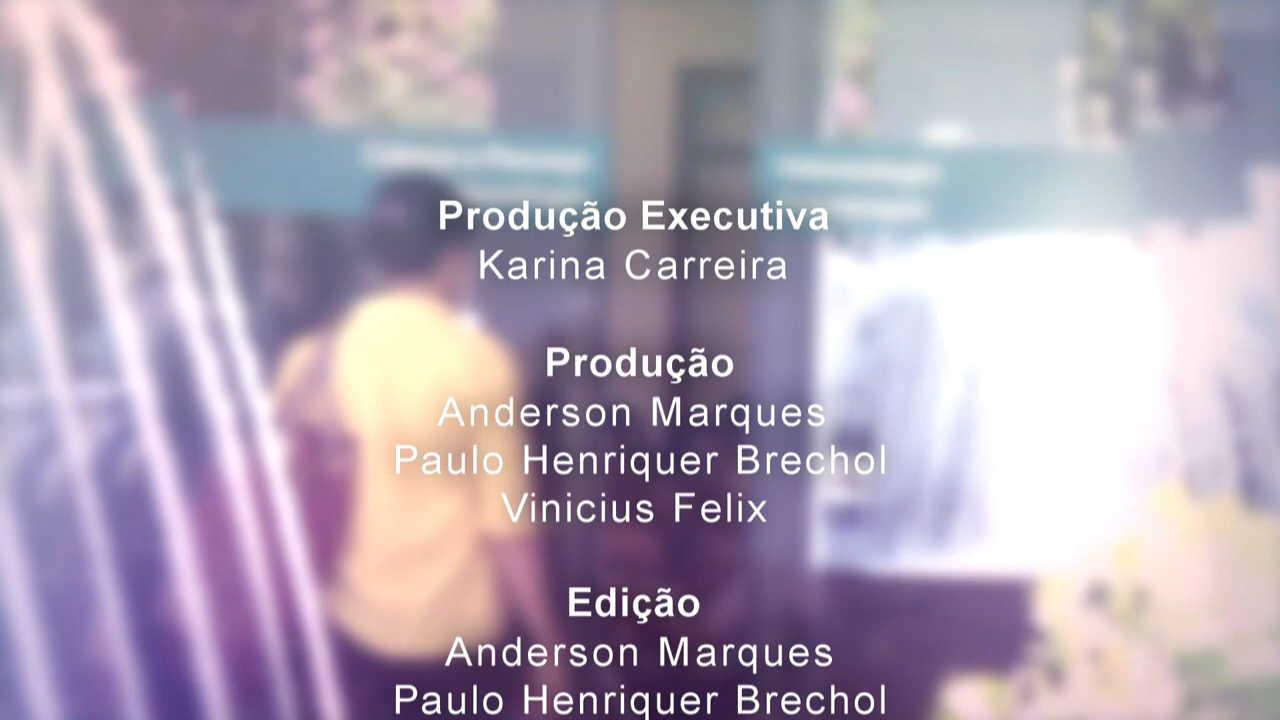 Produção Executiva
Karina Carreira
Produção
Anderson Marques
Paulo Henriquer Brechol
Vinicius Felix
Edição
Anderson Marques
Paulo Henriquer Brechol